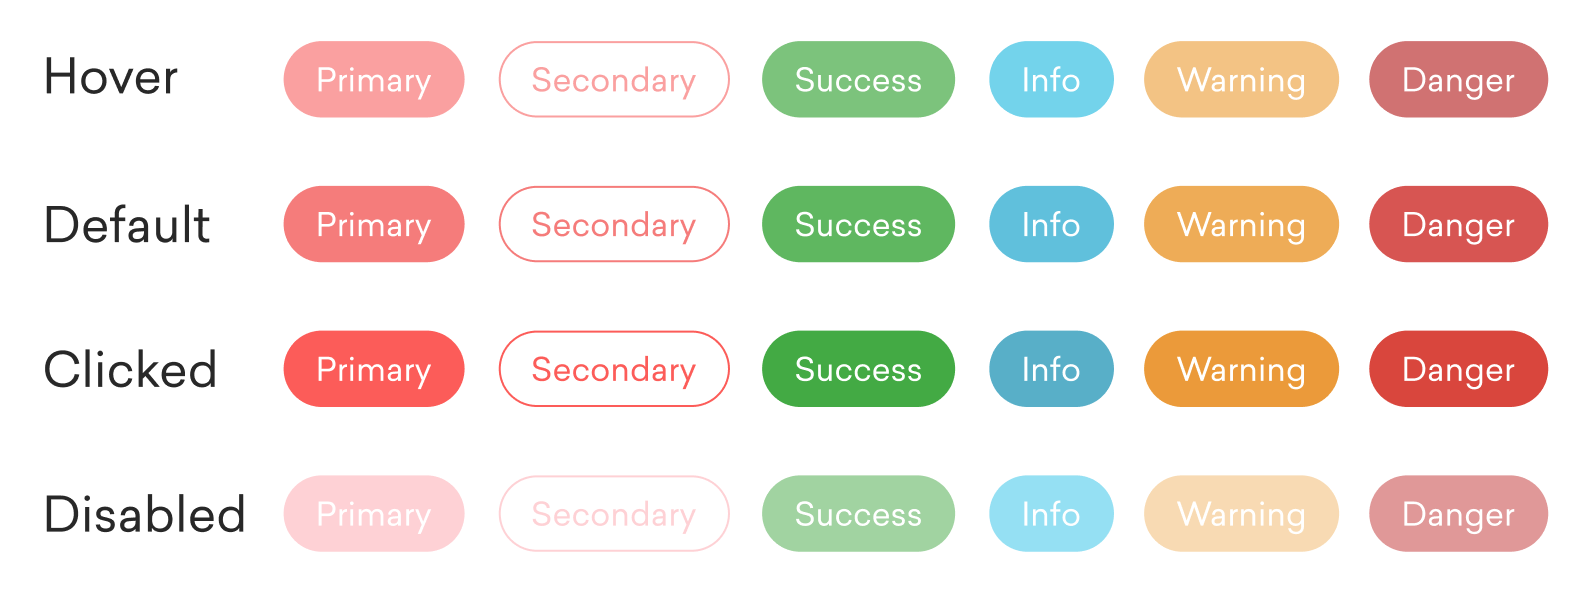 Hover Primary Secondary Success Info Warning Danger
Default Primary Secondary Success Info Warning Danger
Clicked Primary Secondary Success Info Warning Danger
Disabled Primary Secondary Success Info Warning Danger